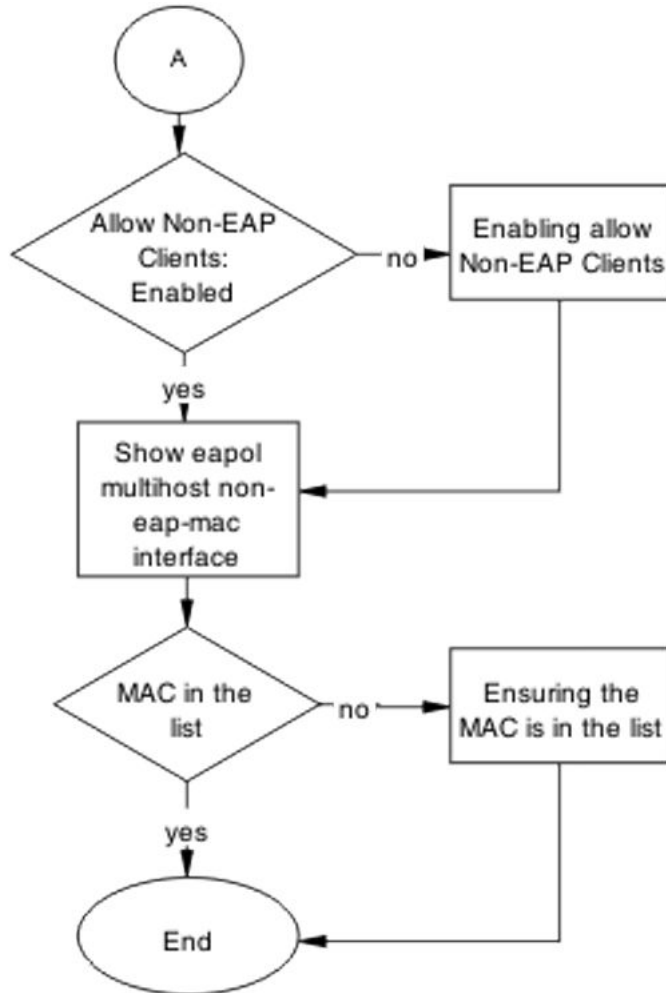 A
Allow Non-EAP
Clients:
Enabled
no
Enabling allow
Non-EAP Clients
yes
Show eapol
multihost non-
eap-mac
interface
MAC in the
list
no
Ensuring the
MAC is in the list
yes
End